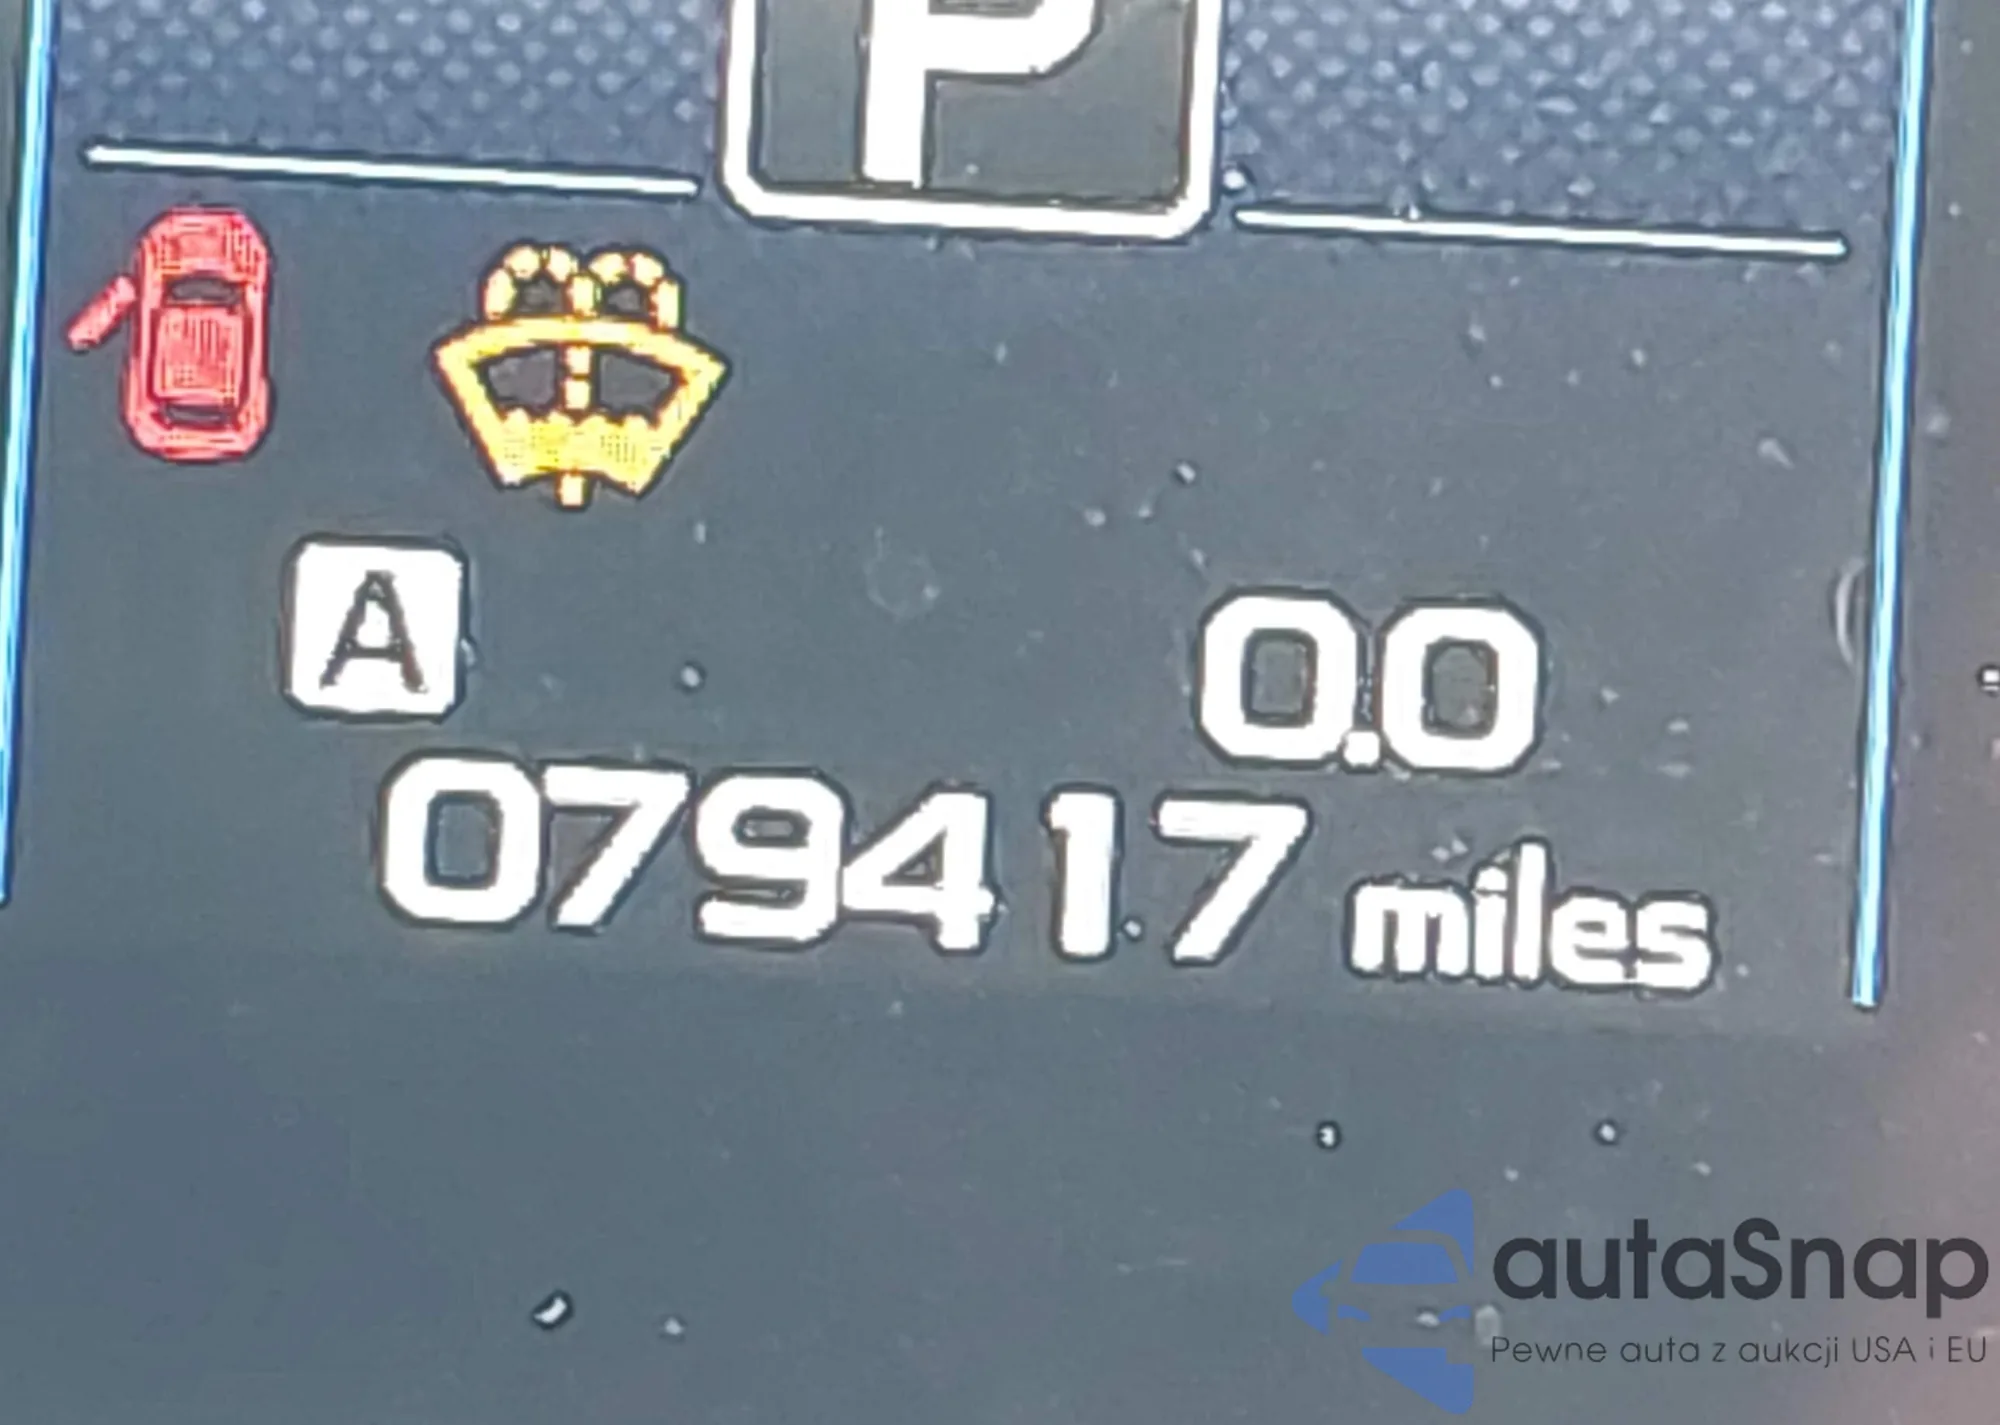 P
A
0.0
079417 miles
autaSnap
Pewne auta z aukcji USA i EU